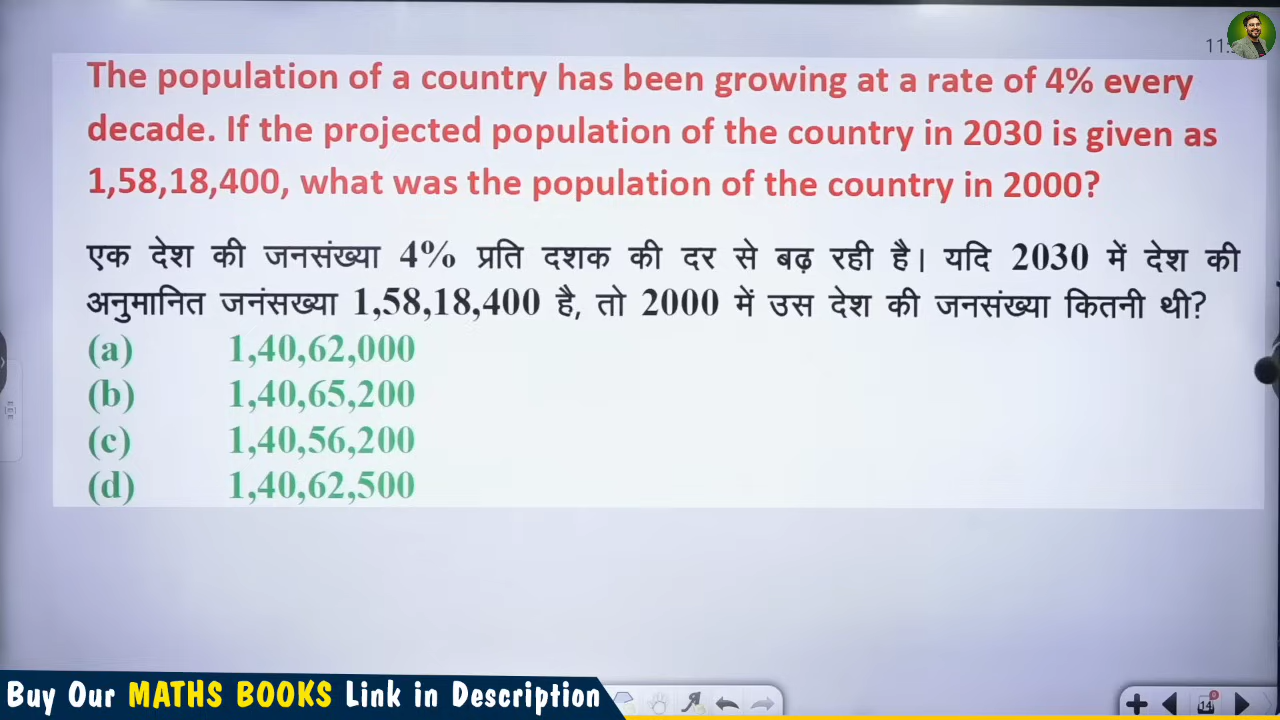 11:
The population of a country has been growing at a rate of 4% every
decade. If the projected population of the country in 2030 is given as
1,58,18,400, what was the population of the country in 2000?
एक देश की जनसंख्या 4% प्रति दशक की दर से बढ़ रही है। यदि 2030 में देश की
अनुमानित जनंसख्या 1,58,18,400 है, तो 2000 में उस देश की जनसंख्या कितनी थी?
(a) 1,40,62,000
(b) 1,40,65,200
(c) 1,40,56,200
(d) 1,40,62,500
Buy Our MATHS BOOKS Link in Description
14